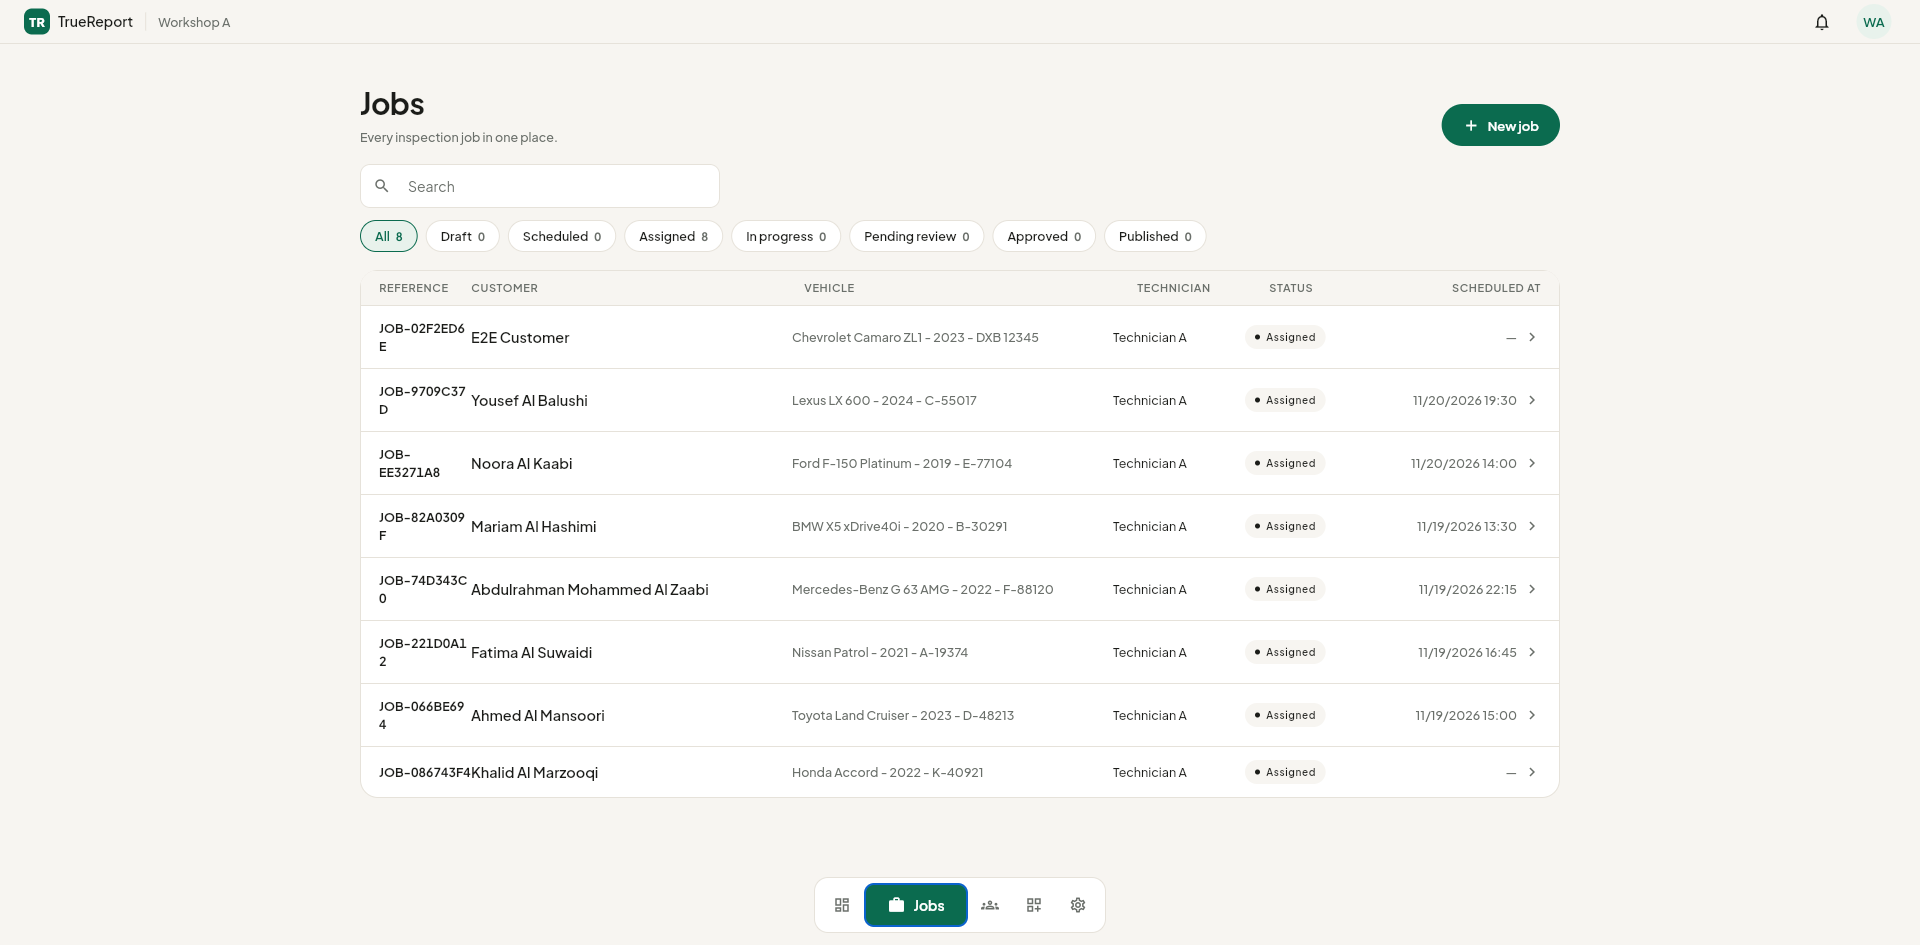 TR TrueReport Workshop A WA
Jobs
Every inspection job in one place.
+ New job
Search
All 8 Draft 0 Scheduled 0 Assigned 8 In progress 0 Pending review 0 Approved 0 Published 0
REFERENCE CUSTOMER VEHICLE TECHNICIAN STATUS SCHEDULED AT
JOB-02F2ED6
E
E2E Customer Chevrolet Camaro ZL1 - 2023 - DXB 12345 Technician A Assigned —
JOB-9709C37
D
Yousef Al Balushi Lexus LX 600 - 2024 - C-55017 Technician A Assigned 11/20/2026 19:30
JOB-
EE3271A8
Noora Al Kaabi Ford F-150 Platinum - 2019 - E-77104 Technician A Assigned 11/20/2026 14:00
JOB-82A0309
F
Mariam Al Hashimi BMW X5 xDrive40i - 2020 - B-30291 Technician A Assigned 11/19/2026 13:30
JOB-74D343C
0
Abdulrahman Mohammed Al Zaabi Mercedes-Benz G 63 AMG - 2022 - F-88120 Technician A Assigned 11/19/2026 22:15
JOB-221D0A1
2
Fatima Al Suwaidi Nissan Patrol - 2021 - A-19374 Technician A Assigned 11/19/2026 16:45
JOB-066BE69
4
Ahmed Al Mansoori Toyota Land Cruiser - 2023 - D-48213 Technician A Assigned 11/19/2026 15:00
JOB-086743F4 Khalid Al Marzooqi Honda Accord - 2022 - K-40921 Technician A Assigned —
Jobs